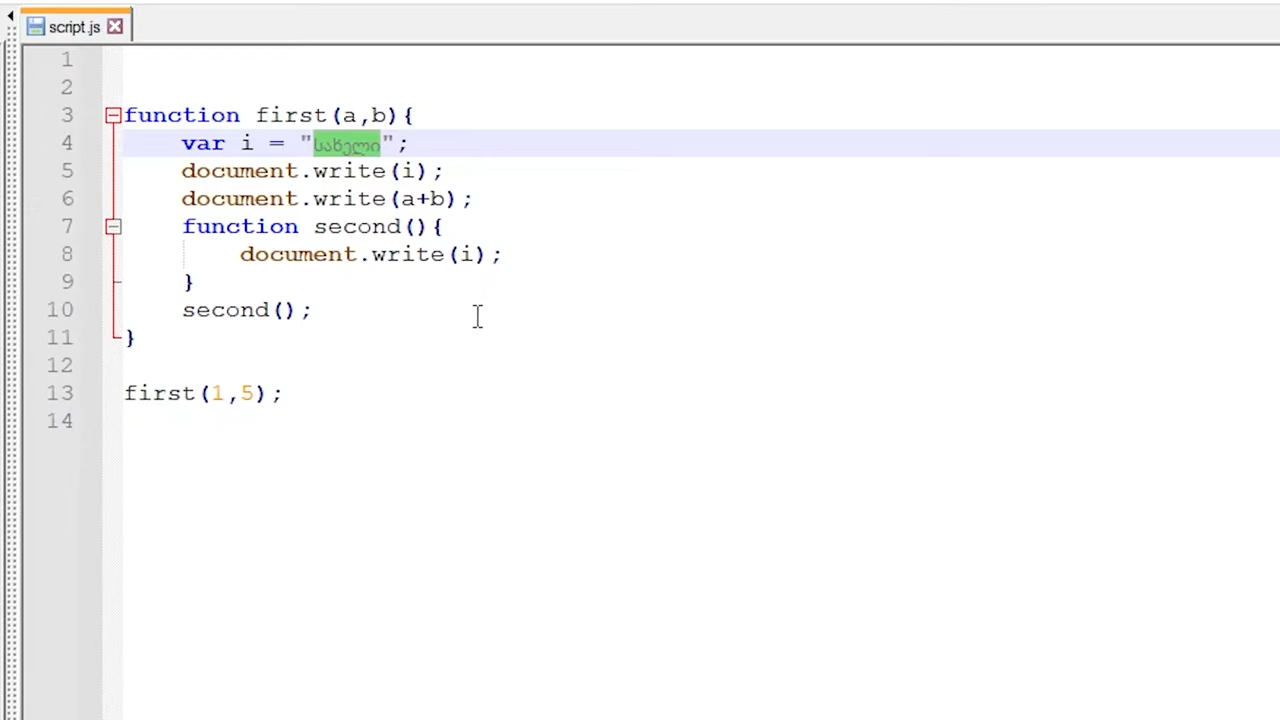 script.js
1
2
3 function first(a,b){
4 var i = "სახელი";
5 document.write(i);
6 document.write(a+b);
7 function second(){
8 document.write(i);
9 }
10 second();
11 }
12
13 first(1,5);
14